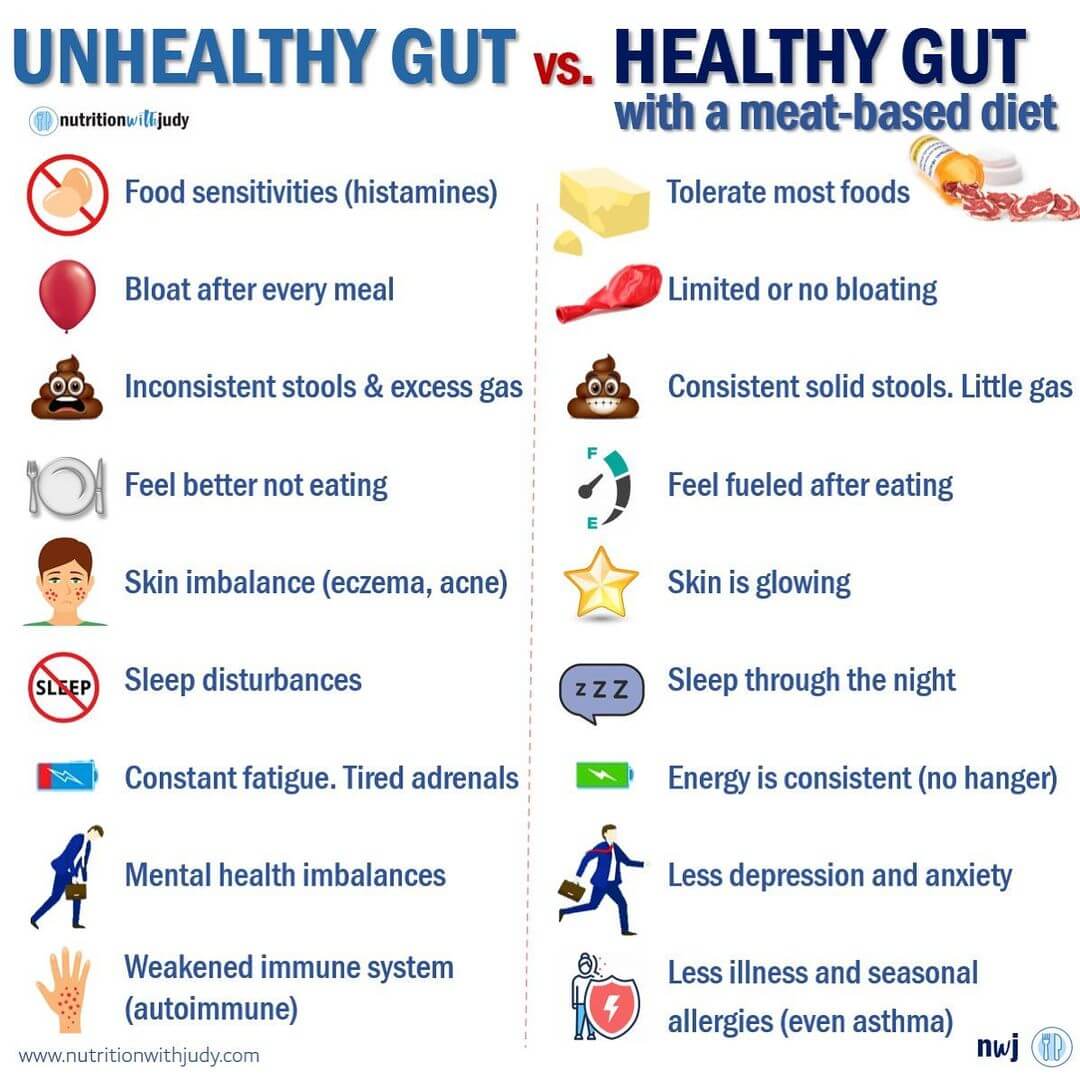 UNHEALTHY GUT vs. HEALTHY GUT
with a meat-based diet
nutritionwithjudy
Food sensitivities (histamines)
Tolerate most foods
Bloat after every meal
Limited or no bloating
Inconsistent stools & excess gas
Consistent solid stools. Little gas
Feel better not eating
F
E
Feel fueled after eating
Skin imbalance (eczema, acne)
Skin is glowing
SLEEP
Sleep disturbances
z Z Z
Sleep through the night
Constant fatigue. Tired adrenals
Energy is consistent (no hanger)
Mental health imbalances
Less depression and anxiety
Weakened immune system
(autoimmune)
Less illness and seasonal
allergies (even asthma)
www.nutritionwithjudy.com
nwj